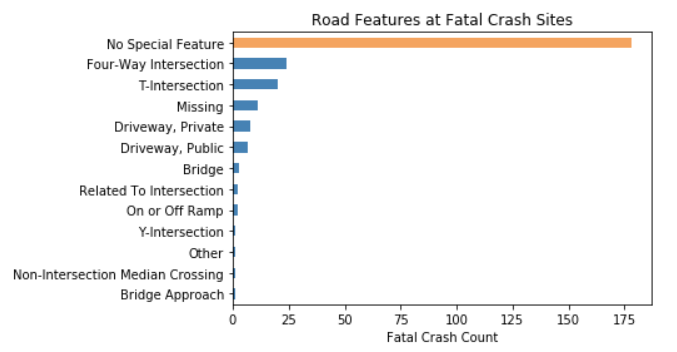 Road Features at Fatal Crash Sites
No Special Feature
Four-Way Intersection
T-Intersection
Missing
Driveway, Private
Driveway, Public
Bridge
Related To Intersection
On or Off Ramp
Y-Intersection
Other
Non-Intersection Median Crossing
Bridge Approach
0 25 50 75 100 125 150 175
Fatal Crash Count